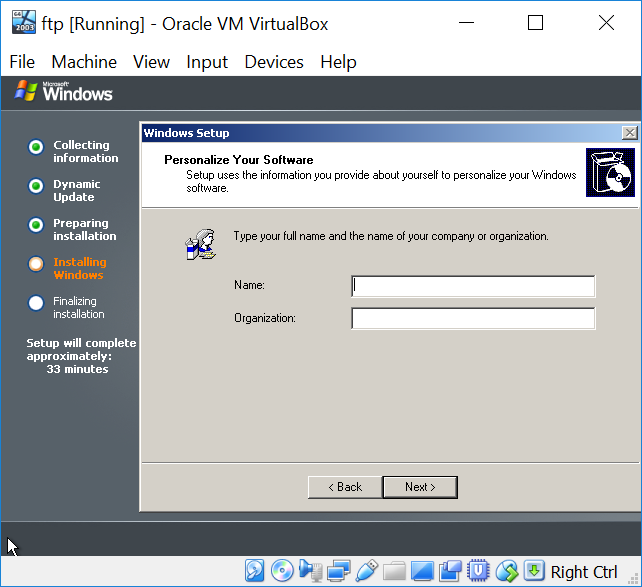 ftp [Running] - Oracle VM VirtualBox
File Machine View Input Devices Help
Microsoft
Windows
Collecting
information
Dynamic
Update
Preparing
installation
Installing
Windows
Finalizing
installation
Setup will complete
approximately:
33 minutes
Windows Setup
Personalize Your Software
Setup uses the information you provide about yourself to personalize your Windows
software.
Type your full name and the name of your company or organization.
Name:
Organization:
< Back
Next >
Right Ctrl